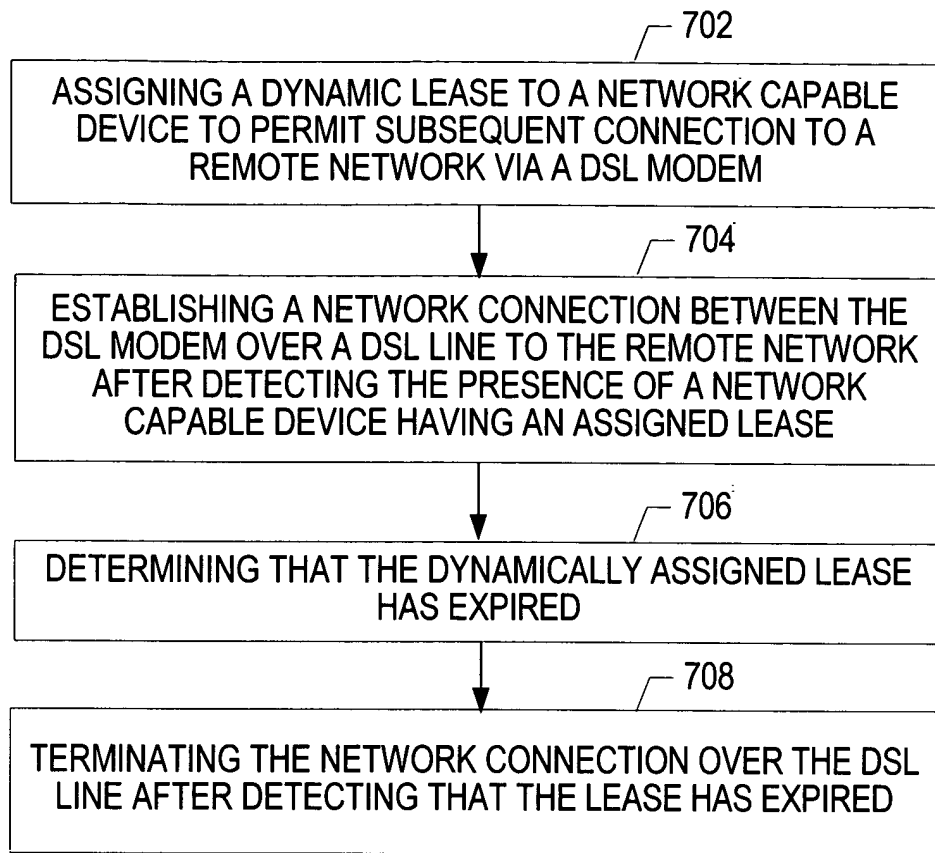 702
ASSIGNING A DYNAMIC LEASE TO A NETWORK CAPABLE
DEVICE TO PERMIT SUBSEQUENT CONNECTION TO A
REMOTE NETWORK VIA A DSL MODEM
704
ESTABLISHING A NETWORK CONNECTION BETWEEN THE
DSL MODEM OVER A DSL LINE TO THE REMOTE NETWORK
AFTER DETECTING THE PRESENCE OF A NETWORK
CAPABLE DEVICE HAVING AN ASSIGNED LEASE
706
DETERMINING THAT THE DYNAMICALLY ASSIGNED LEASE
HAS EXPIRED
708
TERMINATING THE NETWORK CONNECTION OVER THE DSL
LINE AFTER DETECTING THAT THE LEASE HAS EXPIRED